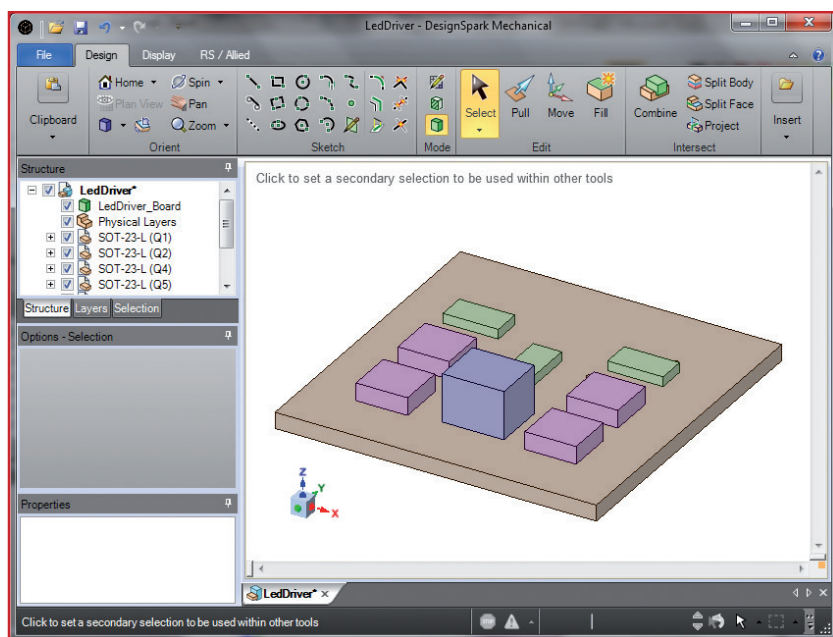 LedDriver - DesignSpark Mechanical
File Design Display RS / Allied
Clipboard
Home
Spin
Plan View
Pan
Zoom
Orient
Sketch
Mode
Select
Pull
Move
Fill
Edit
Combine
Split Body
Split Face
Project
Intersect
Insert
Structure
LedDriver*
LedDriver_Board
Physical Layers
SOT-23-L (Q1)
SOT-23-L (Q2)
SOT-23-L (Q4)
SOT-23-L (Q5)
Structure Layers Selection
Options - Selection
Properties
Click to set a secondary selection to be used within other tools
Z
Y
X
LedDriver*
Click to set a secondary selection to be used within other tools